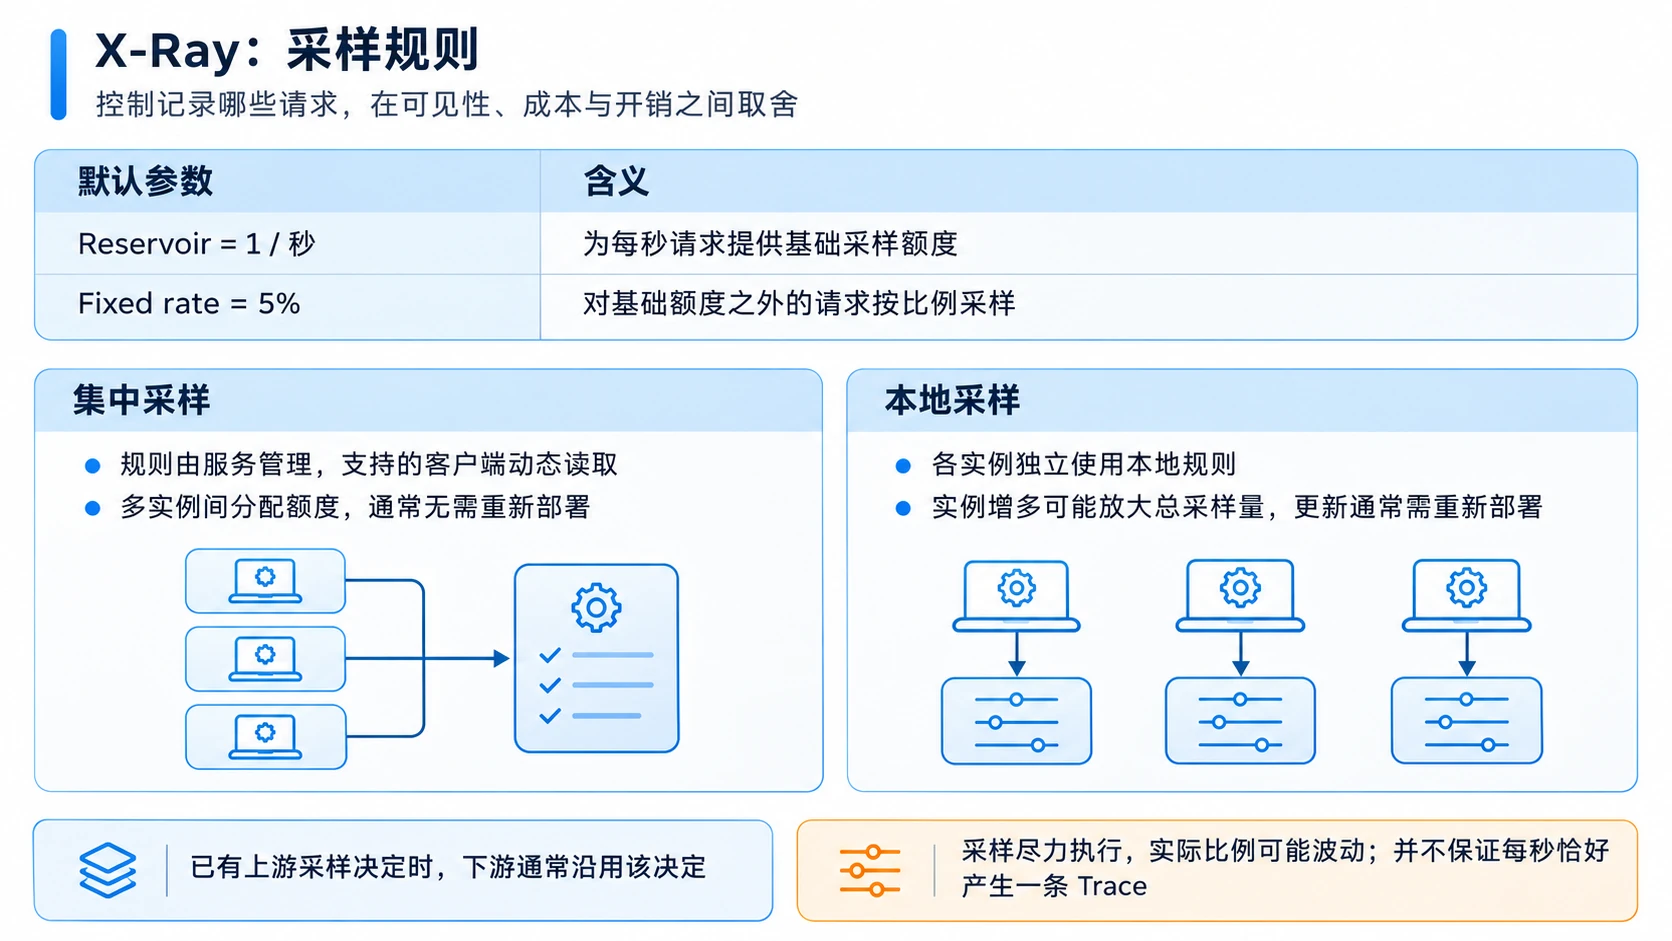 X-Ray：采样规则
控制记录哪些请求，在可见性、成本与开销之间取舍
默认参数
含义
Reservoir = 1 / 秒
为每秒请求提供基础采样额度
Fixed rate = 5%
对基础额度之外的请求按比例采样
集中采样
规则由服务管理，支持的客户端动态读取
多实例间分配额度，通常无需重新部署
本地采样
各实例独立使用本地规则
实例增多可能放大总采样量，更新通常需重新部署
已有上游采样决定时，下游通常沿用该决定
采样尽力执行，实际比例可能波动；并不保证每秒恰好
产生一条 Trace